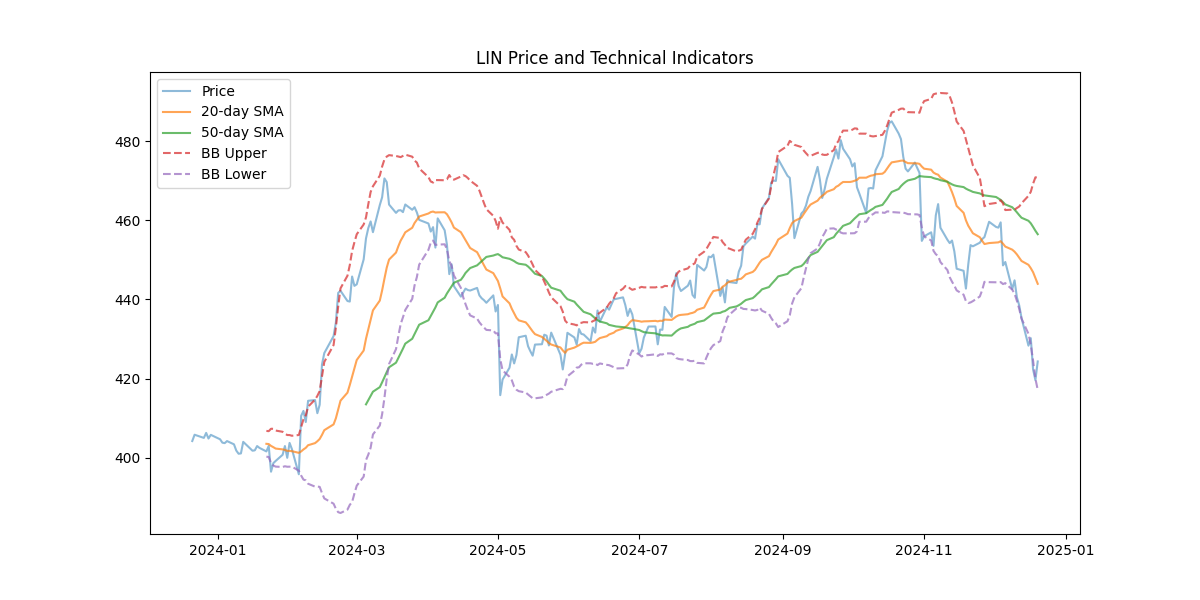 LIN Price and Technical Indicators
Price
20-day SMA
50-day SMA
BB Upper
BB Lower
480
460
440
420
400
2024-01
2024-03
2024-05
2024-07
2024-09
2024-11
2025-01